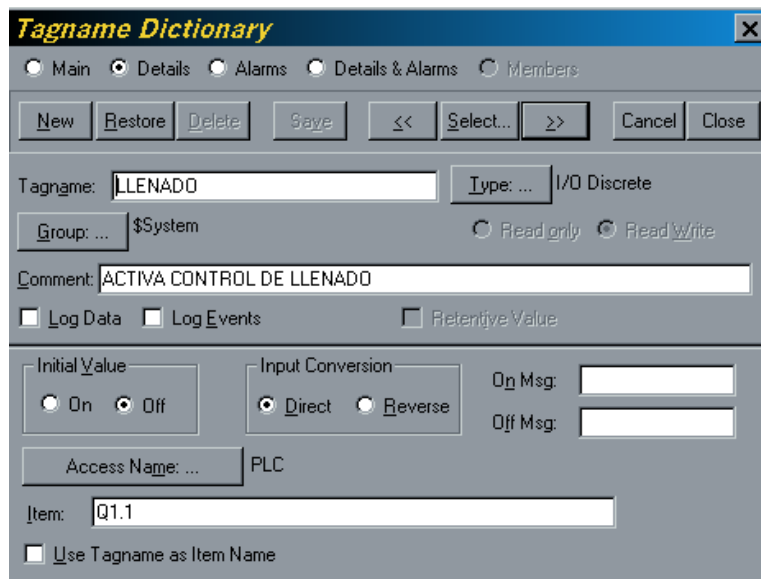 Tagname Dictionary
Main Details Alarms Details & Alarms Members
New Restore Delete Save << Select... >> Cancel Close
Tagname: LLENADO Type: ... I/O Discrete
Group: ... $System Read only Read Write
Comment: ACTIVA CONTROL DE LLENADO
Log Data Log Events Retentive Value
Initial Value Input Conversion On Msg:
On Off Direct Reverse
Off Msg:
Access Name: ... PLC
Item: Q1.1
Use Tagname as Item Name